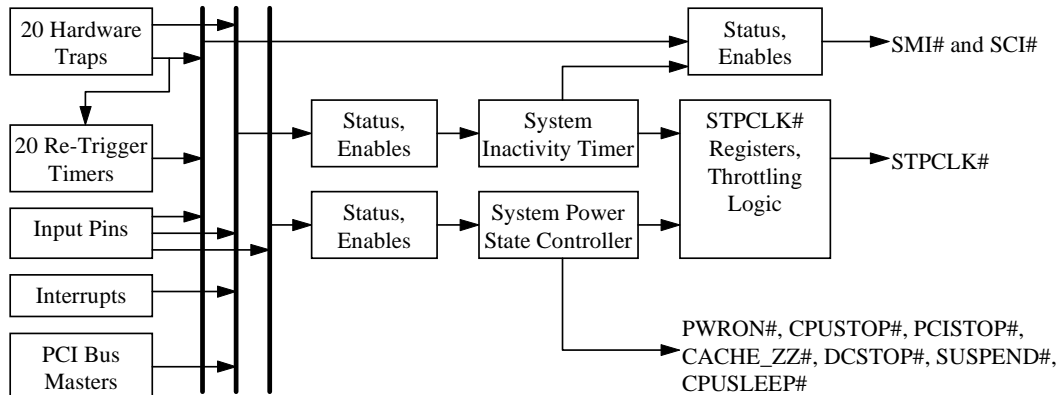 20 Hardware
Traps
Status,
Enables
SMI# and SCI#
20 Re-Trigger
Timers
Status,
Enables
System
Inactivity Timer
STPCLK#
Registers,
Throttling
Logic
STPCLK#
Input Pins
Status,
Enables
System Power
State Controller
Interrupts
PCI Bus
Masters
PWRON#, CPUSTOP#, PCISTOP#,
CACHE_ZZ#, DCSTOP#, SUSPEND#,
CPUSLEEP#